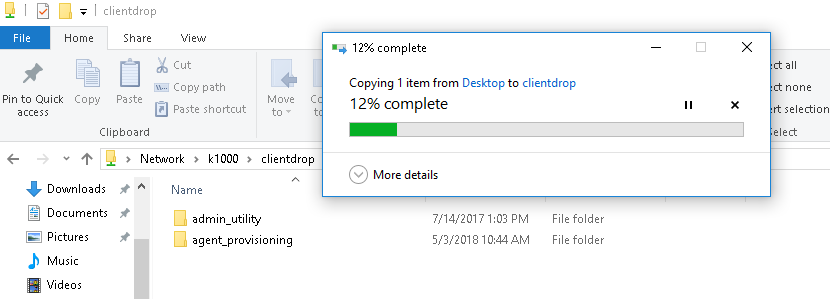 clientdrop
File Home Share View
12% complete
Copying 1 item from Desktop to clientdrop
12% complete
More details
Pin to Quick access
Copy
Paste
Cut
Copy path
Paste shortcut
Clipboard
Move to
ect all
ect none
ert selection
elect
Network k1000 clientdrop
Downloads
Documents
Pictures
Music
Videos
Name
admin_utility 7/14/2017 1:03 PM File folder
agent_provisioning 5/3/2018 10:44 AM File folder